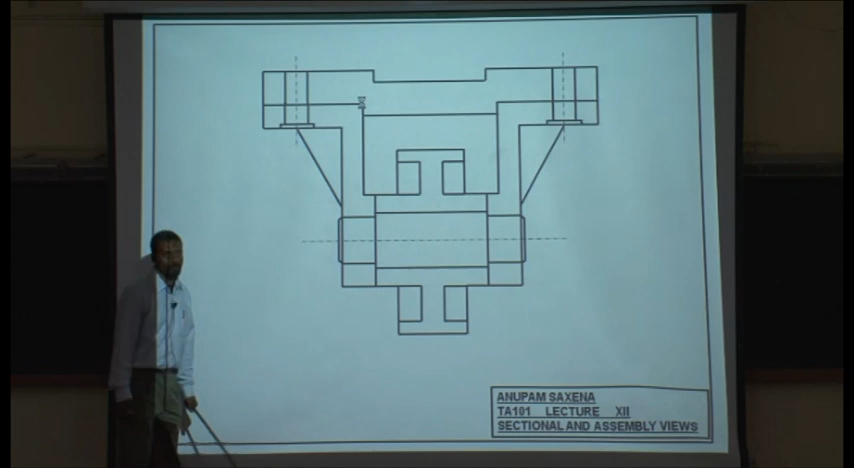 ANUPAM SAXENA
TA101 LECTURE XII
SECTIONAL AND ASSEMBLY VIEWS